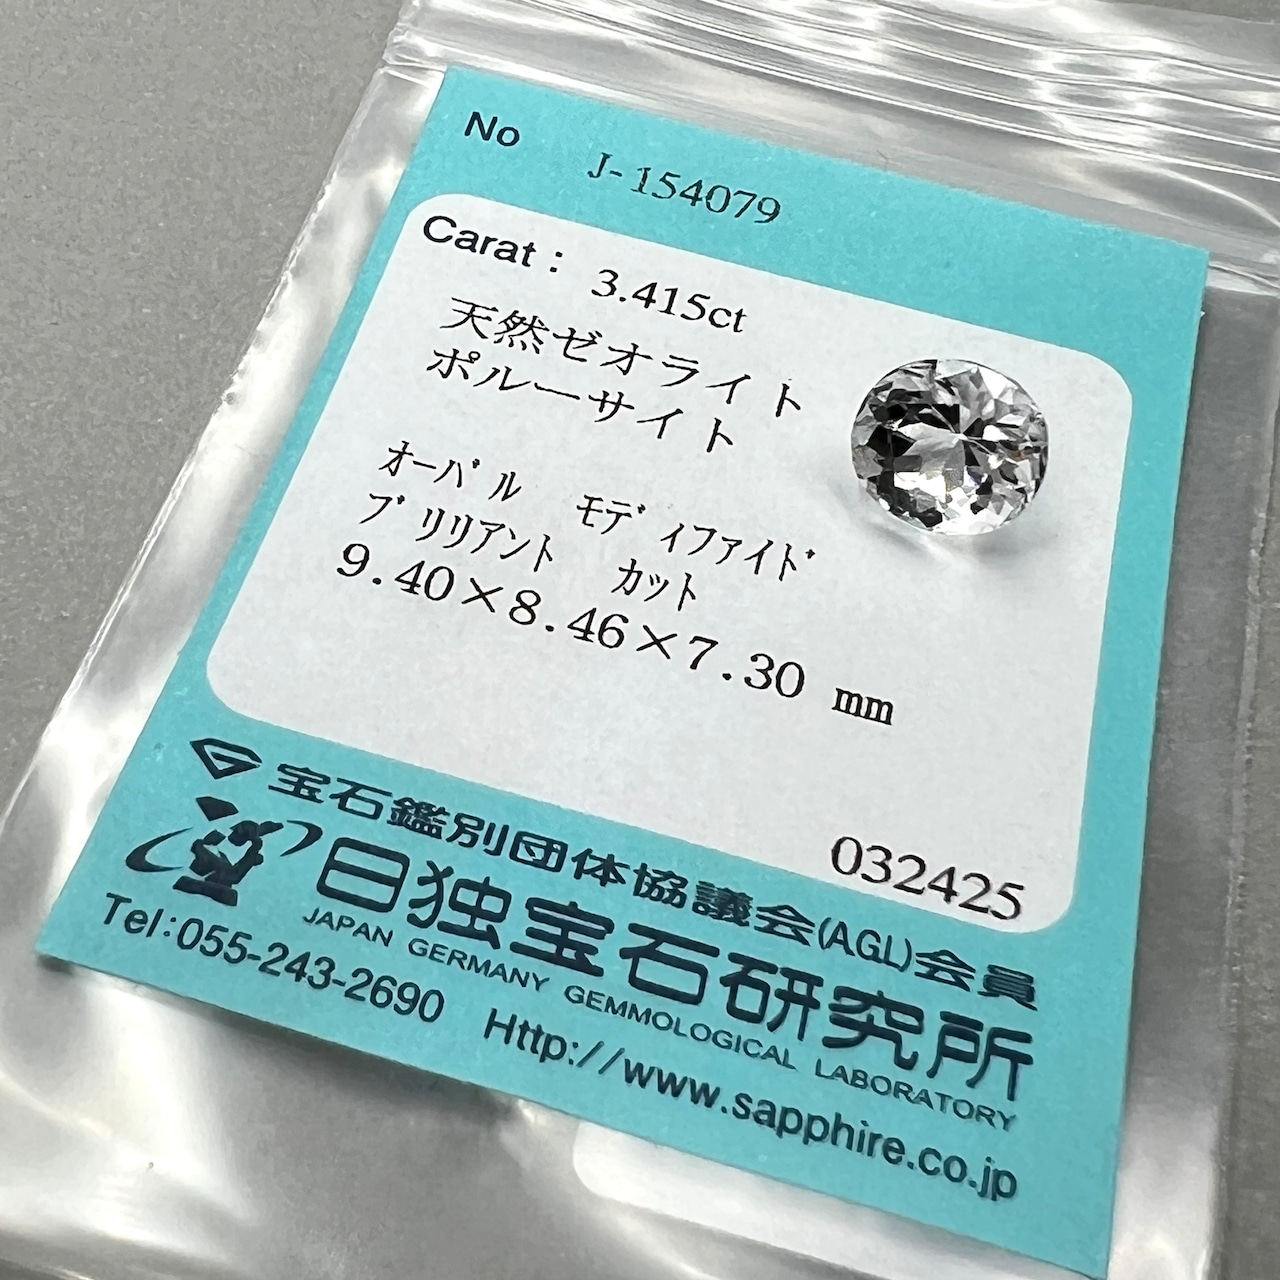 No J-154079
Carat : 3.415ct
天然ゼオライト
ポルーサイト
ｵｰﾊﾟﾙ ﾓﾃﾞｨﾌｧｲﾄﾞ
ﾌﾞﾘﾘｱﾝﾄ ｶｯﾄ
9.40×8.46×7.30 mm
032425
宝石鑑別団体協議会(AGL)会員
日独宝石研究所
JAPAN GERMANY GEMMOLOGICAL LABORATORY
Tel:055-243-2690 Http://www.sapphire.co.jp